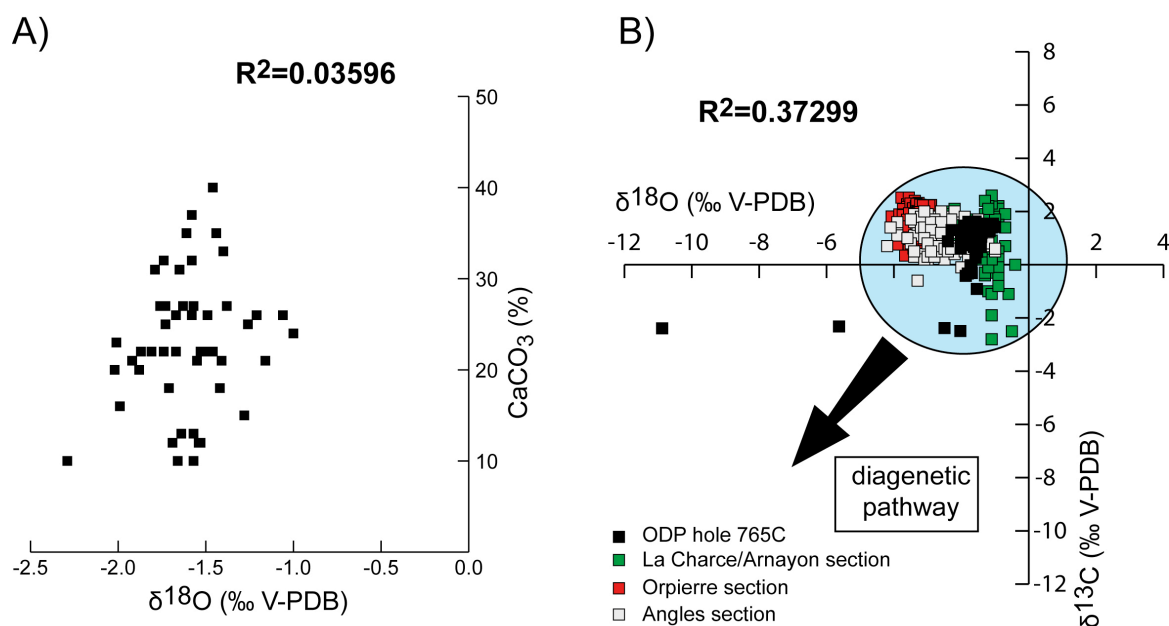 A)
R²=0.03596
50
40
30
20
10
CaCO₃ (%)
-2.5 -2.0 -1.5 -1.0 -0.5 0.0
δ¹⁸O (‰ V-PDB)
B)
R²=0.37299
8
6
4
2
δ¹⁸O (‰ V-PDB)
-12 -10 -8 -6 2 4
-2
-4
-6
-8
-10
-12
δ¹³C (‰ V-PDB)
diagenetic
pathway
ODP hole 765C
La Charce/Arnayon section
Orpierre section
Angles section